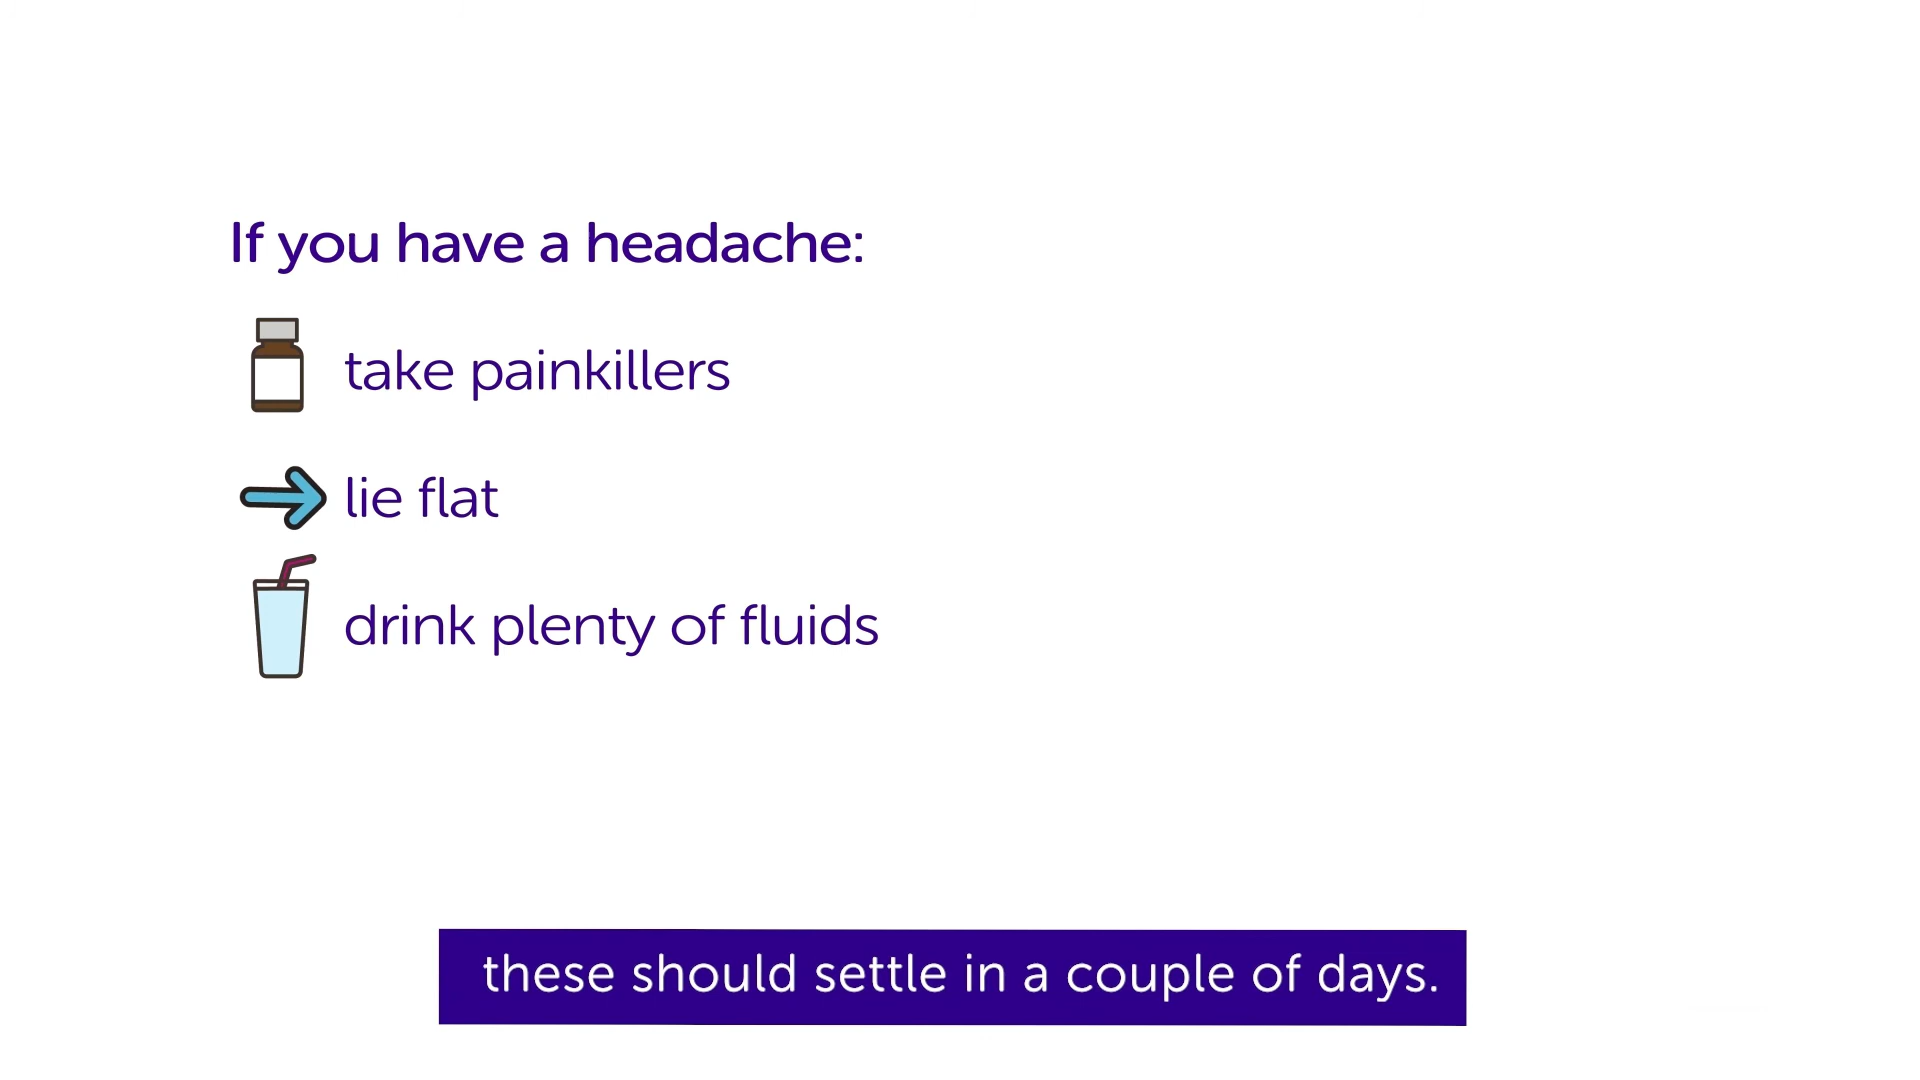 If you have a headache:
take painkillers
lie flat
drink plenty of fluids
these should settle in a couple of days.